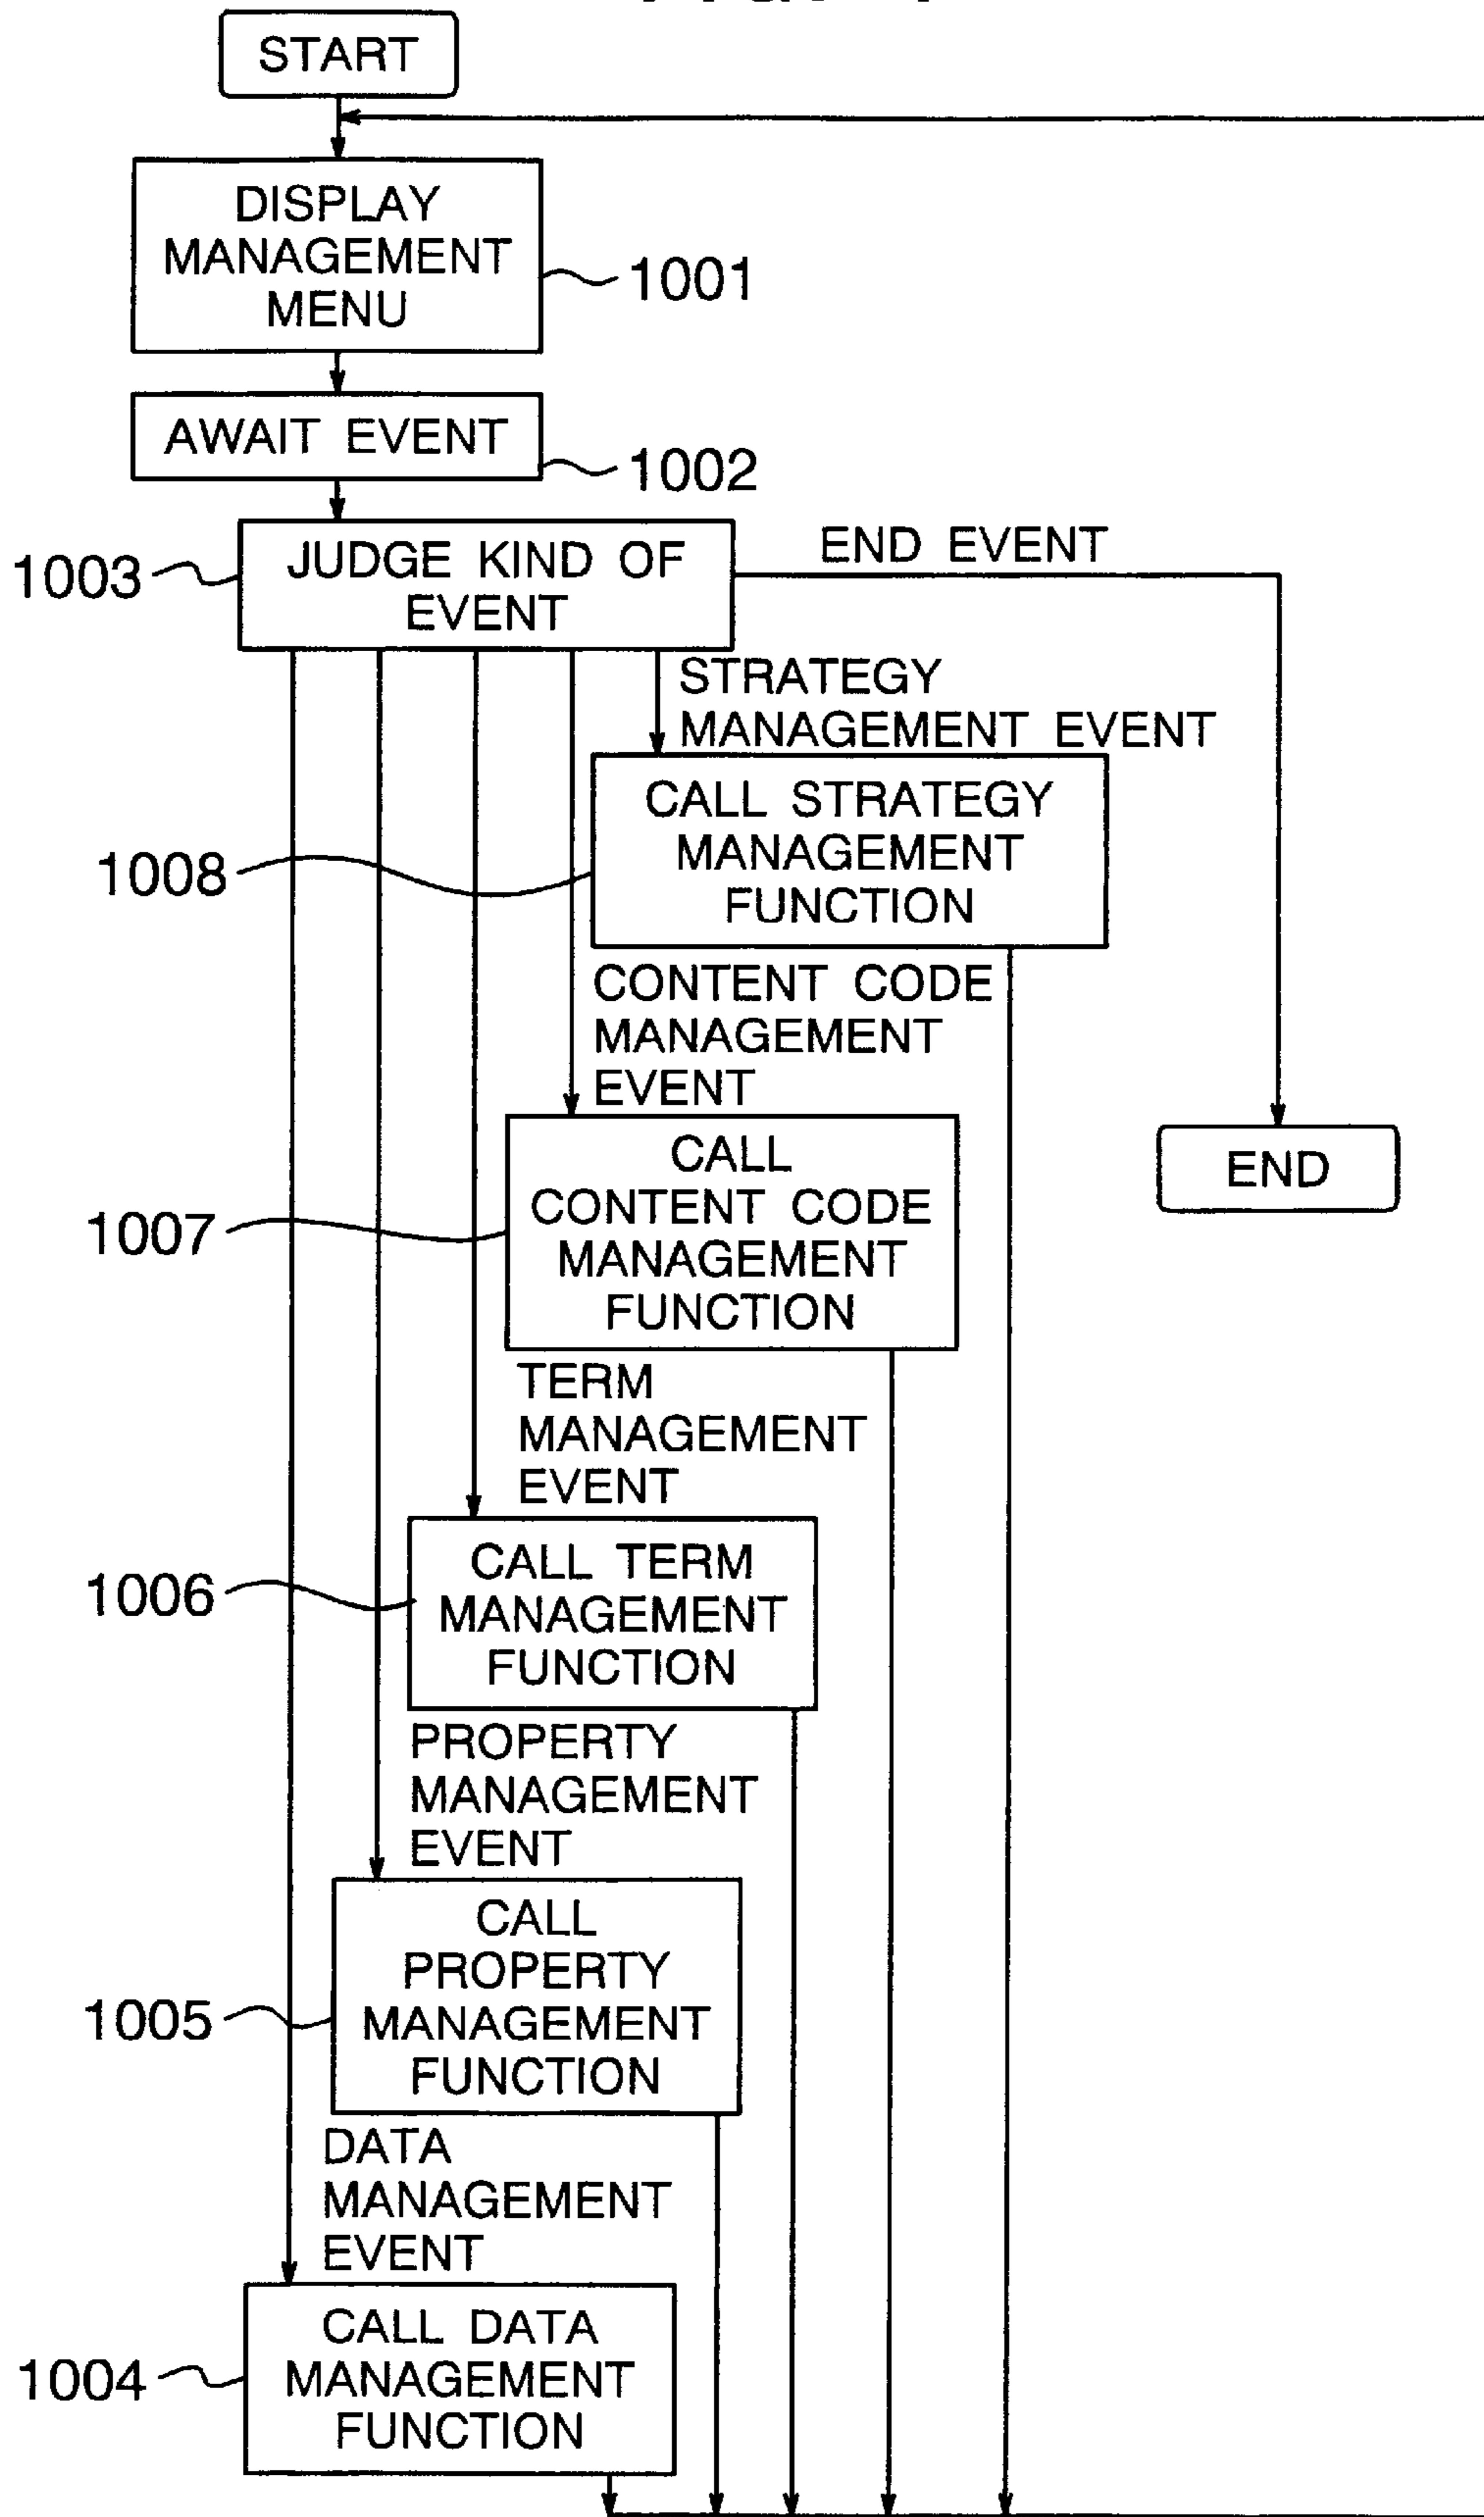 START
DISPLAY
MANAGEMENT
MENU
1001
AWAIT EVENT
1002
1003
JUDGE KIND OF
EVENT
END EVENT
STRATEGY
MANAGEMENT EVENT
CALL STRATEGY
MANAGEMENT
FUNCTION
1008
CONTENT CODE
MANAGEMENT
EVENT
CALL
CONTENT CODE
MANAGEMENT
FUNCTION
1007
END
TERM
MANAGEMENT
EVENT
CALL TERM
MANAGEMENT
FUNCTION
1006
PROPERTY
MANAGEMENT
EVENT
CALL
PROPERTY
MANAGEMENT
FUNCTION
1005
DATA
MANAGEMENT
EVENT
CALL DATA
MANAGEMENT
FUNCTION
1004